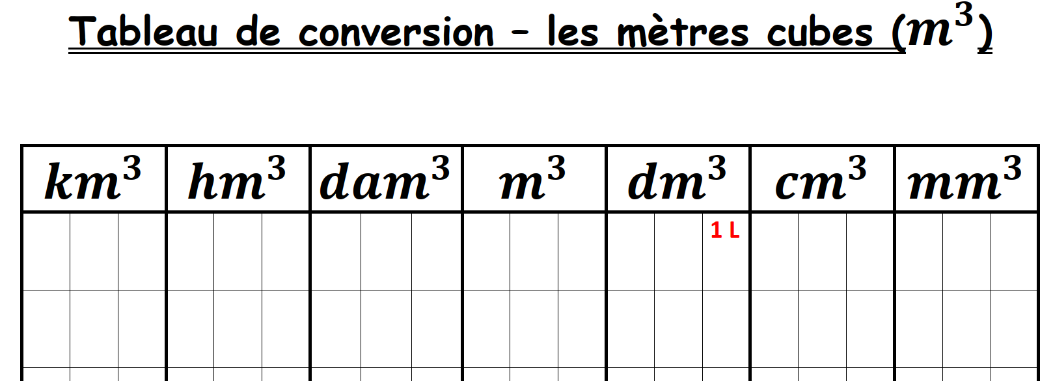 Tableau de conversion – les mètres cubes (m³)
km³ hm³ dam³ m³ dm³ cm³ mm³
1 L